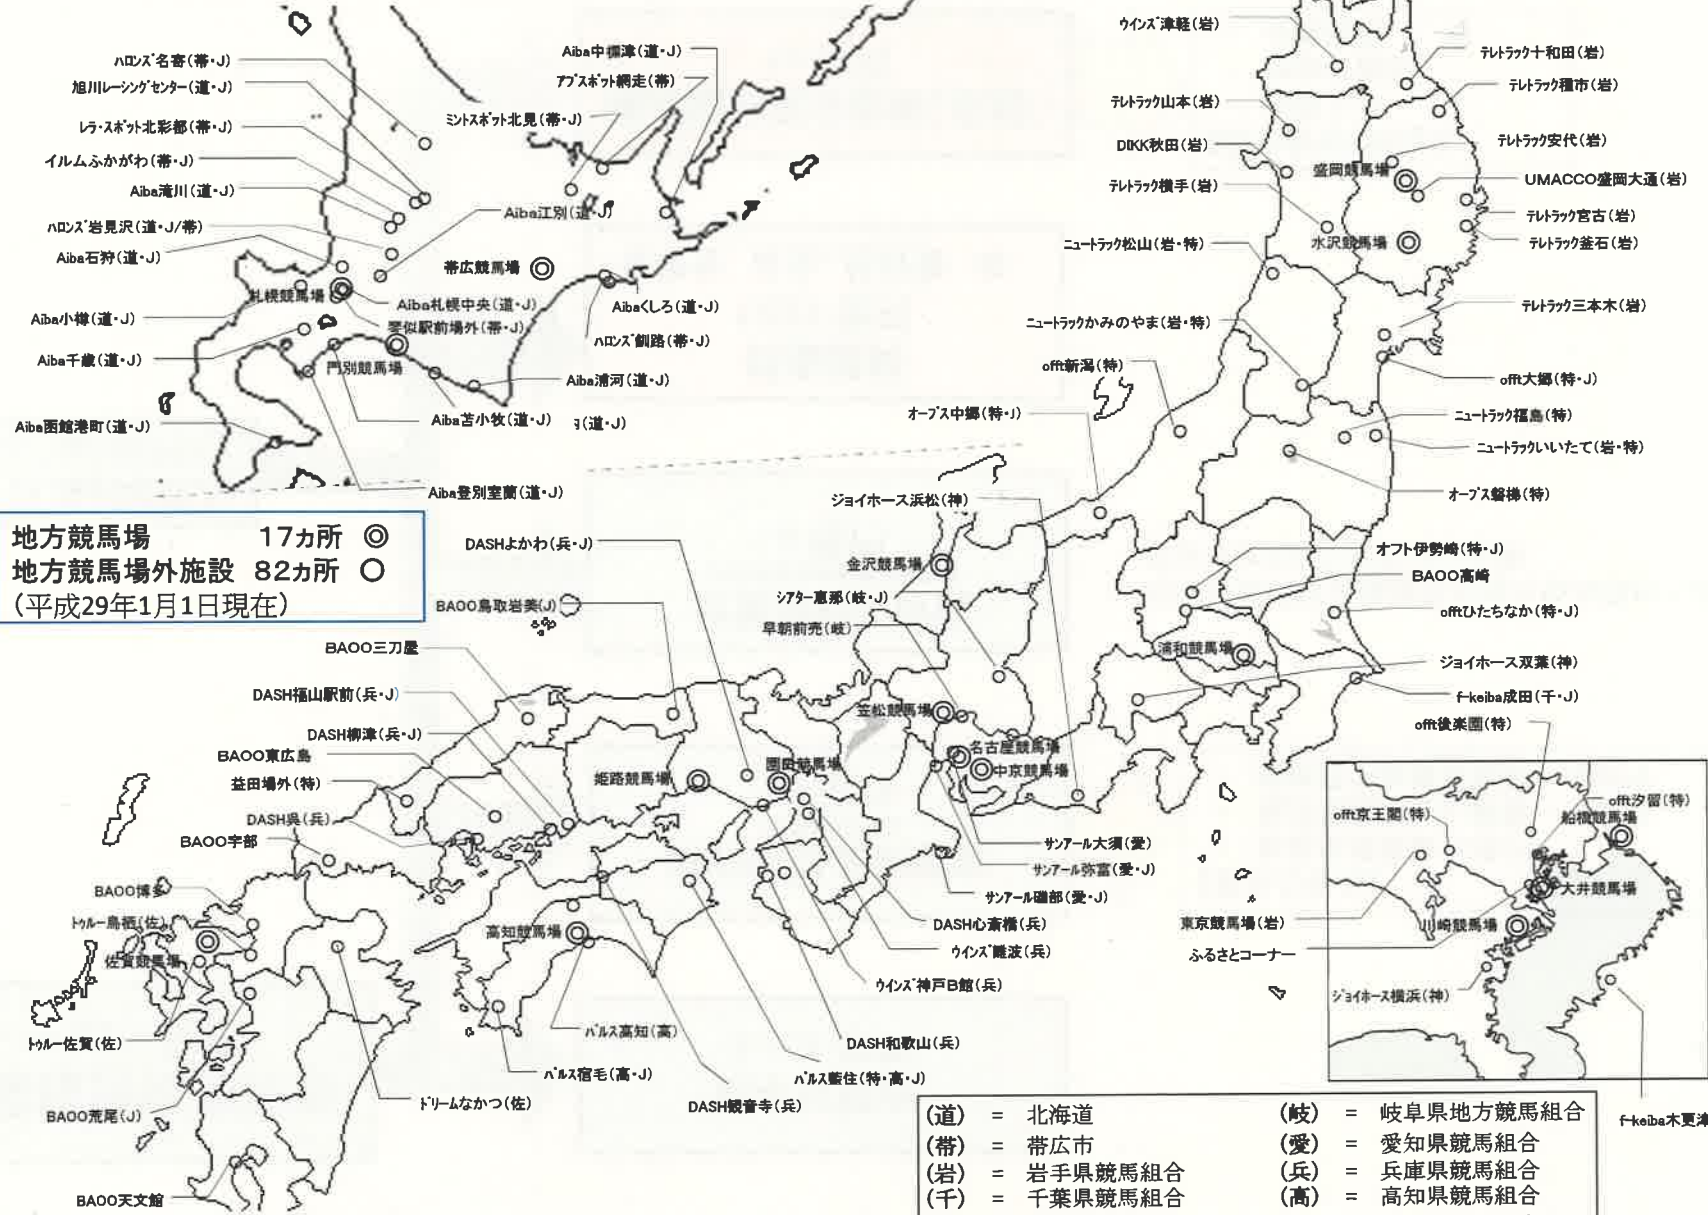 ハロンズ名寄(帯・J)
旭川レーシングセンター(道・J)
レラ・スポット北彩都(帯・J)
イルムふかがわ(帯・J)
Aiba滝川(道・J)
ハロンズ岩見沢(道・J/帯)
Aiba石狩(道・J)
Aiba小樽(道・J)
Aiba千歳(道・J)
Aiba函館港町(道・J)
Aiba中標津(道・J)
アプスポット網走(帯)
ミントスポット北見(帯・J)
Aiba江別(道・J)
帯広競馬場
札幌競馬場
Aiba札幌中央(道・J)
琴似駅前場外(帯・J)
門別競馬場
Aibaくしろ(道・J)
ハロンズ釧路(帯・J)
Aiba浦河(道・J)
Aiba苫小牧(道・J)
(道・J)
Aiba登別室蘭(道・J)
ウインズ津軽(岩)
テレトラック十和田(岩)
テレトラック種市(岩)
テレトラック山本(岩)
テレトラック安代(岩)
DIKK秋田(岩)
盛岡競馬場
UMACCO盛岡大通(岩)
テレトラック横手(岩)
テレトラック宮古(岩)
水沢競馬場
テレトラック釜石(岩)
ニュートラック松山(岩・特)
テレトラック三本木(岩)
ニュートラックかみのやま(岩・特)
offt新潟(特)
offt大郷(特・J)
オープス中郷(特・J)
ニュートラック福島(特)
ニュートラックいいたて(岩・特)
オープス磐梯(特)
ジョイホース浜松(神)
地方競馬場 17カ所 ◎
地方競馬場外施設 82カ所 ○
(平成29年1月1日現在)
DASHよかわ(兵・J)
金沢競馬場
オフト伊勢崎(特・J)
BAOO高崎
シアター恵那(岐・J)
BAOO鳥取岩美(J)
offtひたちなか(特・J)
早朝前売(岐)
BAOO三刀屋
浦和競馬場
ジョイホース双葉(神)
DASH福山駅前(兵・J)
f-keiba成田(千・J)
笠松競馬場
offt後楽園(特)
DASH柳津(兵・J)
名古屋競馬場
BAOO東広島
園田競馬場
中京競馬場
姫路競馬場
益田場外(特)
DASH呉(兵)
BAOO宇部
offt汐留(特)
offt京王閣(特)
船橋競馬場
サンアール大須(愛)
サンアール弥富(愛・J)
BAOO博多
大井競馬場
サンアール磯部(愛・J)
トゥルー鳥栖(佐)
DASH心斎橋(兵)
東京競馬場(岩)
川崎競馬場
高知競馬場
ウインズ難波(兵)
ふるさとコーナー
佐賀競馬場
ウインズ神戸B館(兵)
ジョイホース横浜(神)
パルス高知(高)
トゥルー佐賀(佐)
DASH和歌山(兵)
パルス宿毛(高・J)
パルス藍住(特・高・J)
ドリームなかつ(佐)
DASH観音寺(兵)
BAOO荒尾(J)
f-keiba木更津
BAOO天文館
(道) = 北海道 (岐) = 岐阜県地方競馬組合
(帯) = 帯広市 (愛) = 愛知県競馬組合
(岩) = 岩手県競馬組合 (兵) = 兵庫県競馬組合
(千) = 千葉県競馬組合 (高) = 高知県競馬組合